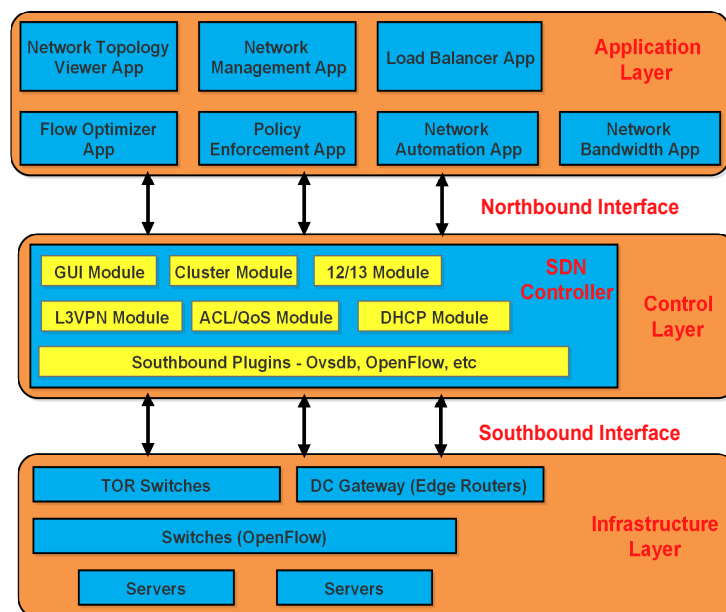 Network Topology
Viewer App
Network
Management App
Load Balancer App
Application
Layer
Flow Optimizer
App
Policy
Enforcement App
Network
Automation App
Network
Bandwidth App
Northbound Interface
GUI Module
Cluster Module
12/13 Module
SDN
Controller
L3VPN Module
ACL/QoS Module
DHCP Module
Control
Layer
Southbound Plugins - Ovsdb, OpenFlow, etc
Southbound Interface
TOR Switches
DC Gateway (Edge Routers)
Switches (OpenFlow)
Infrastructure
Layer
Servers
Servers